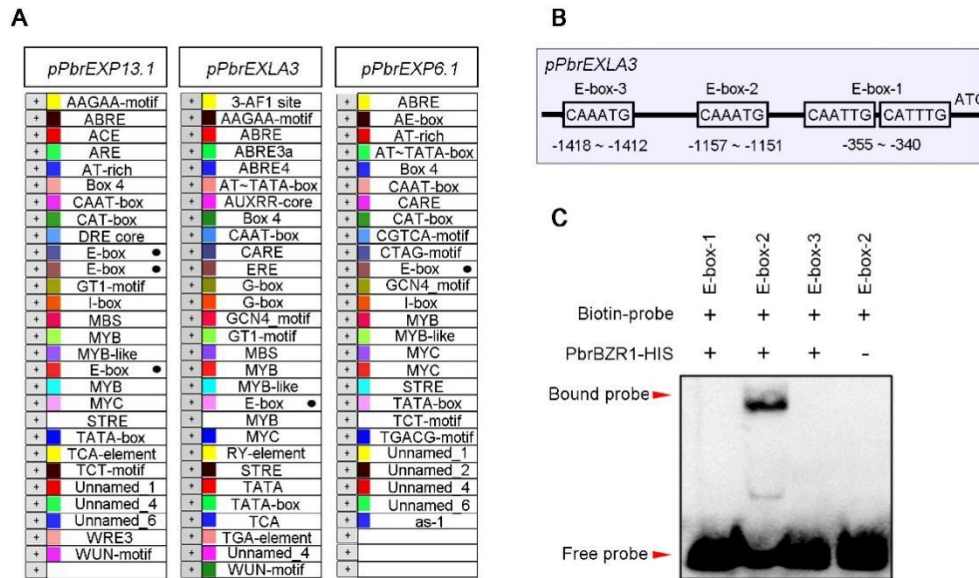 A
pPbrEXP13.1
+ AAGAA-motif
+ ABRE
+ ACE
+ ARE
+ AT-rich
+ Box 4
+ CAAT-box
+ CAT-box
+ DRE core
+ E-box ●
+ E-box ●
+ GT1-motif
+ I-box
+ MBS
+ MYB
+ MYB-like
+ E-box ●
+ MYB
+ MYC
+ STRE
+ TATA-box
+ TCA-element
+ TCT-motif
+ Unnamed_1
+ Unnamed_4
+ Unnamed_6
+ WRE3
+ WUN-motif
+
pPbrEXLA3
+ 3-AF1 site
+ AAGAA-motif
+ ABRE
+ ABRE3a
+ ABRE4
+ AT~TATA-box
+ AUXRR-core
+ Box 4
+ CAAT-box
+ CARE
+ ERE
+ G-box
+ G-box
+ GCN4_motif
+ GT1-motif
+ MBS
+ MYB
+ MYB-like
+ E-box ●
+ MYB
+ MYC
+ RY-element
+ STRE
+ TATA
+ TATA-box
+ TCA
+ TGA-element
+ Unnamed_4
+ WUN-motif
pPbrEXP6.1
+ ABRE
+ AE-box
+ AT-rich
+ AT~TATA-box
+ Box 4
+ CAAT-box
+ CARE
+ CAT-box
+ CGTCA-motif
+ CTAG-motif
+ E-box ●
+ GCN4_motif
+ I-box
+ MYB
+ MYB-like
+ MYC
+ MYC
+ STRE
+ TATA-box
+ TCT-motif
+ TGACG-motif
+ Unnamed_1
+ Unnamed_2
+ Unnamed_4
+ Unnamed_6
+ as-1
+
+
+
B
pPbrEXLA3
E-box-3 E-box-2 E-box-1
ATG
CAAATG CAAATG CAATTG CATTTG
-1418 ~ -1412 -1157 ~ -1151 -355 ~ -340
C
E-box-1 E-box-2 E-box-3 E-box-2
Biotin-probe + + + +
PbrBZR1-HIS + + + -
Bound probe
Free probe